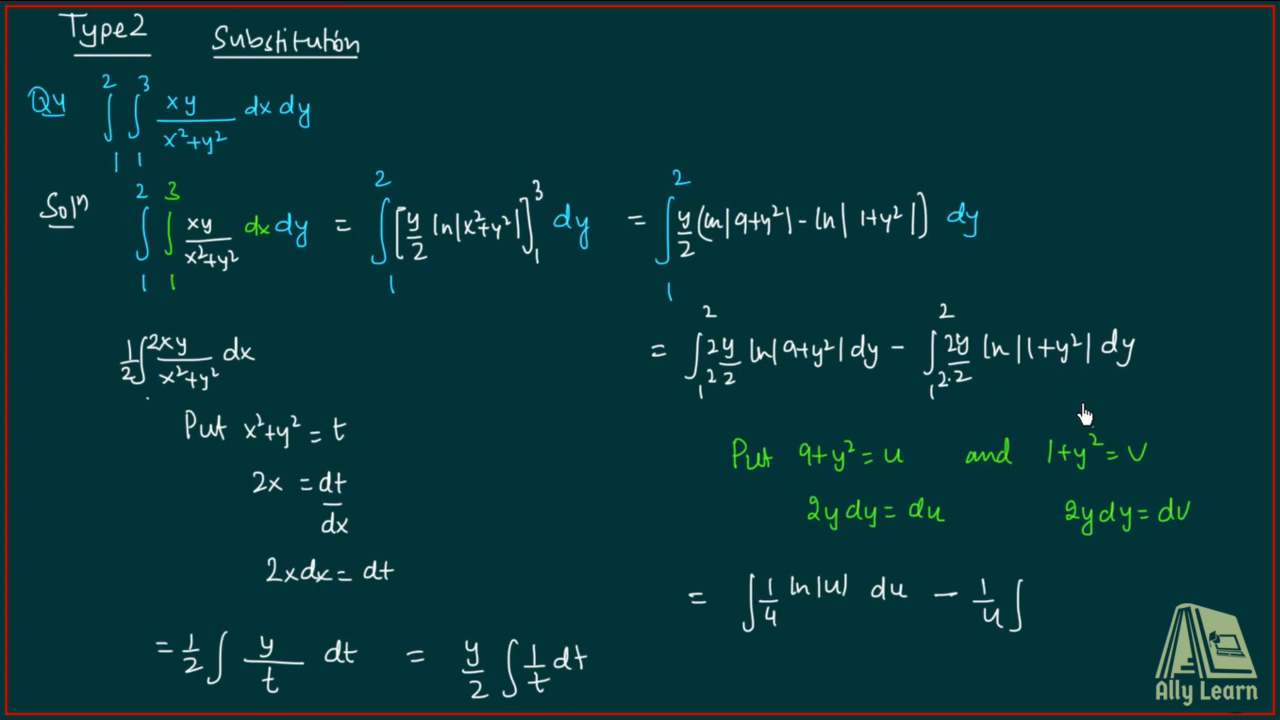 Type2 Substitution
Q4 ∫₁² ∫₁³ xy/(x²+y²) dx dy
Solⁿ ∫₁² ∫₁³ xy/(x²+y²) dx dy = ∫₁² [y/2 ln|x²+y²|]₁³ dy = ∫₁² y/2 (ln|9+y²| - ln|1+y²|) dy
1/2 ∫ 2xy/(x²+y²) dx
Put x²+y² = t
2x = dt/dx
2xdx = dt
= 1/2 ∫ y/t dt = y/2 ∫ 1/t dt
= ∫₁² 2y/2·2 ln|9+y²| dy - ∫₁² 2y/2·2 ln|1+y²| dy
Put 9+y² = u and 1+y² = v
2y dy = du 2y dy = dv
= ∫ 1/4 ln|u| du - 1/4 ∫
Ally Learn